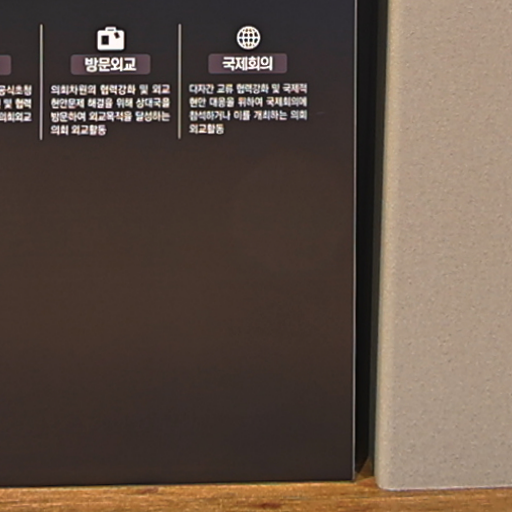 방문외교
국제회의
공식초청
및 협력
의회외교
의회차원의 협력강화 및 외교
현안문제 해결을 위해 상대국을
방문하여 외교목적을 달성하는
의회 외교활동
다자간 교류 협력강화 및 국제적
현안 대응을 위하여 국제회의에
참석하거나 이를 개최하는 의회
외교활동